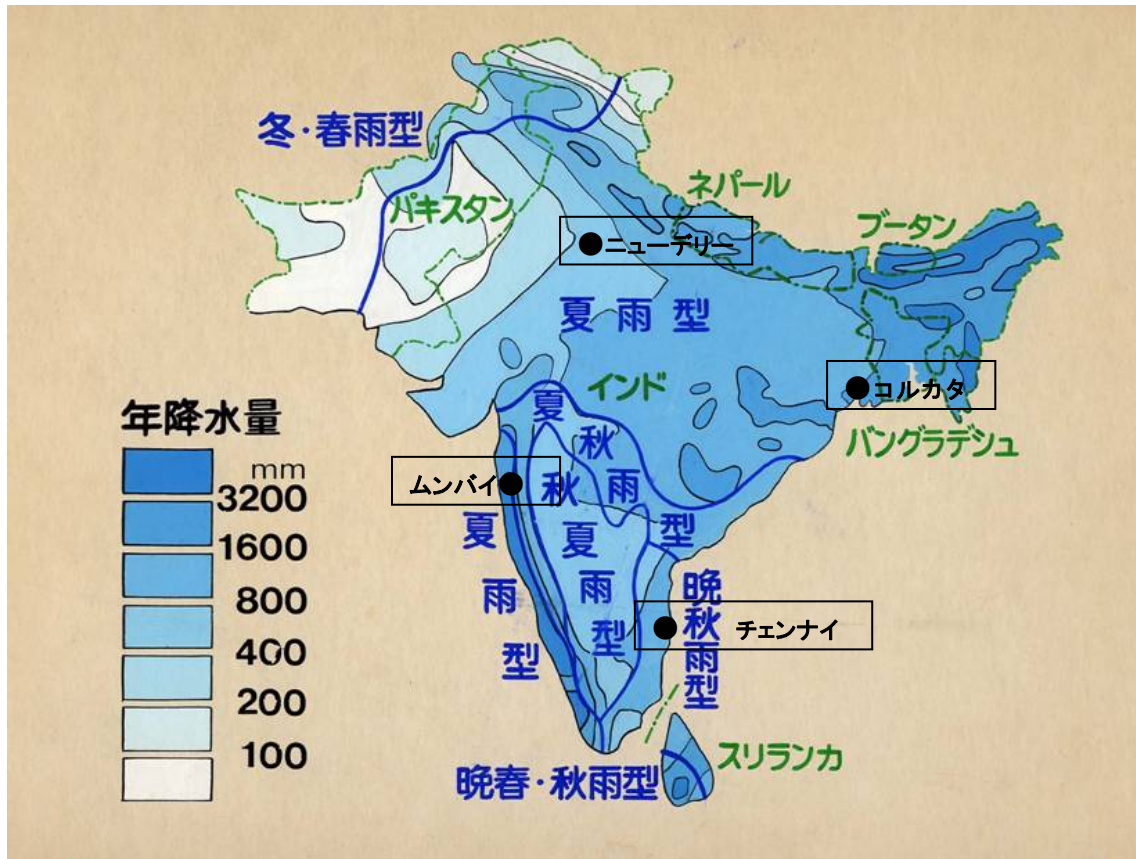 冬・春雨型
ネパール
パキスタン
ブータン
●ニューデリー
夏雨型
インド
●コルカタ
バングラデシュ
年降水量
mm
3200
1600
800
400
200
100
ムンバイ●
夏秋雨型
秋夏雨型
夏雨型
晩秋雨型
● チェンナイ
スリランカ
晩春・秋雨型